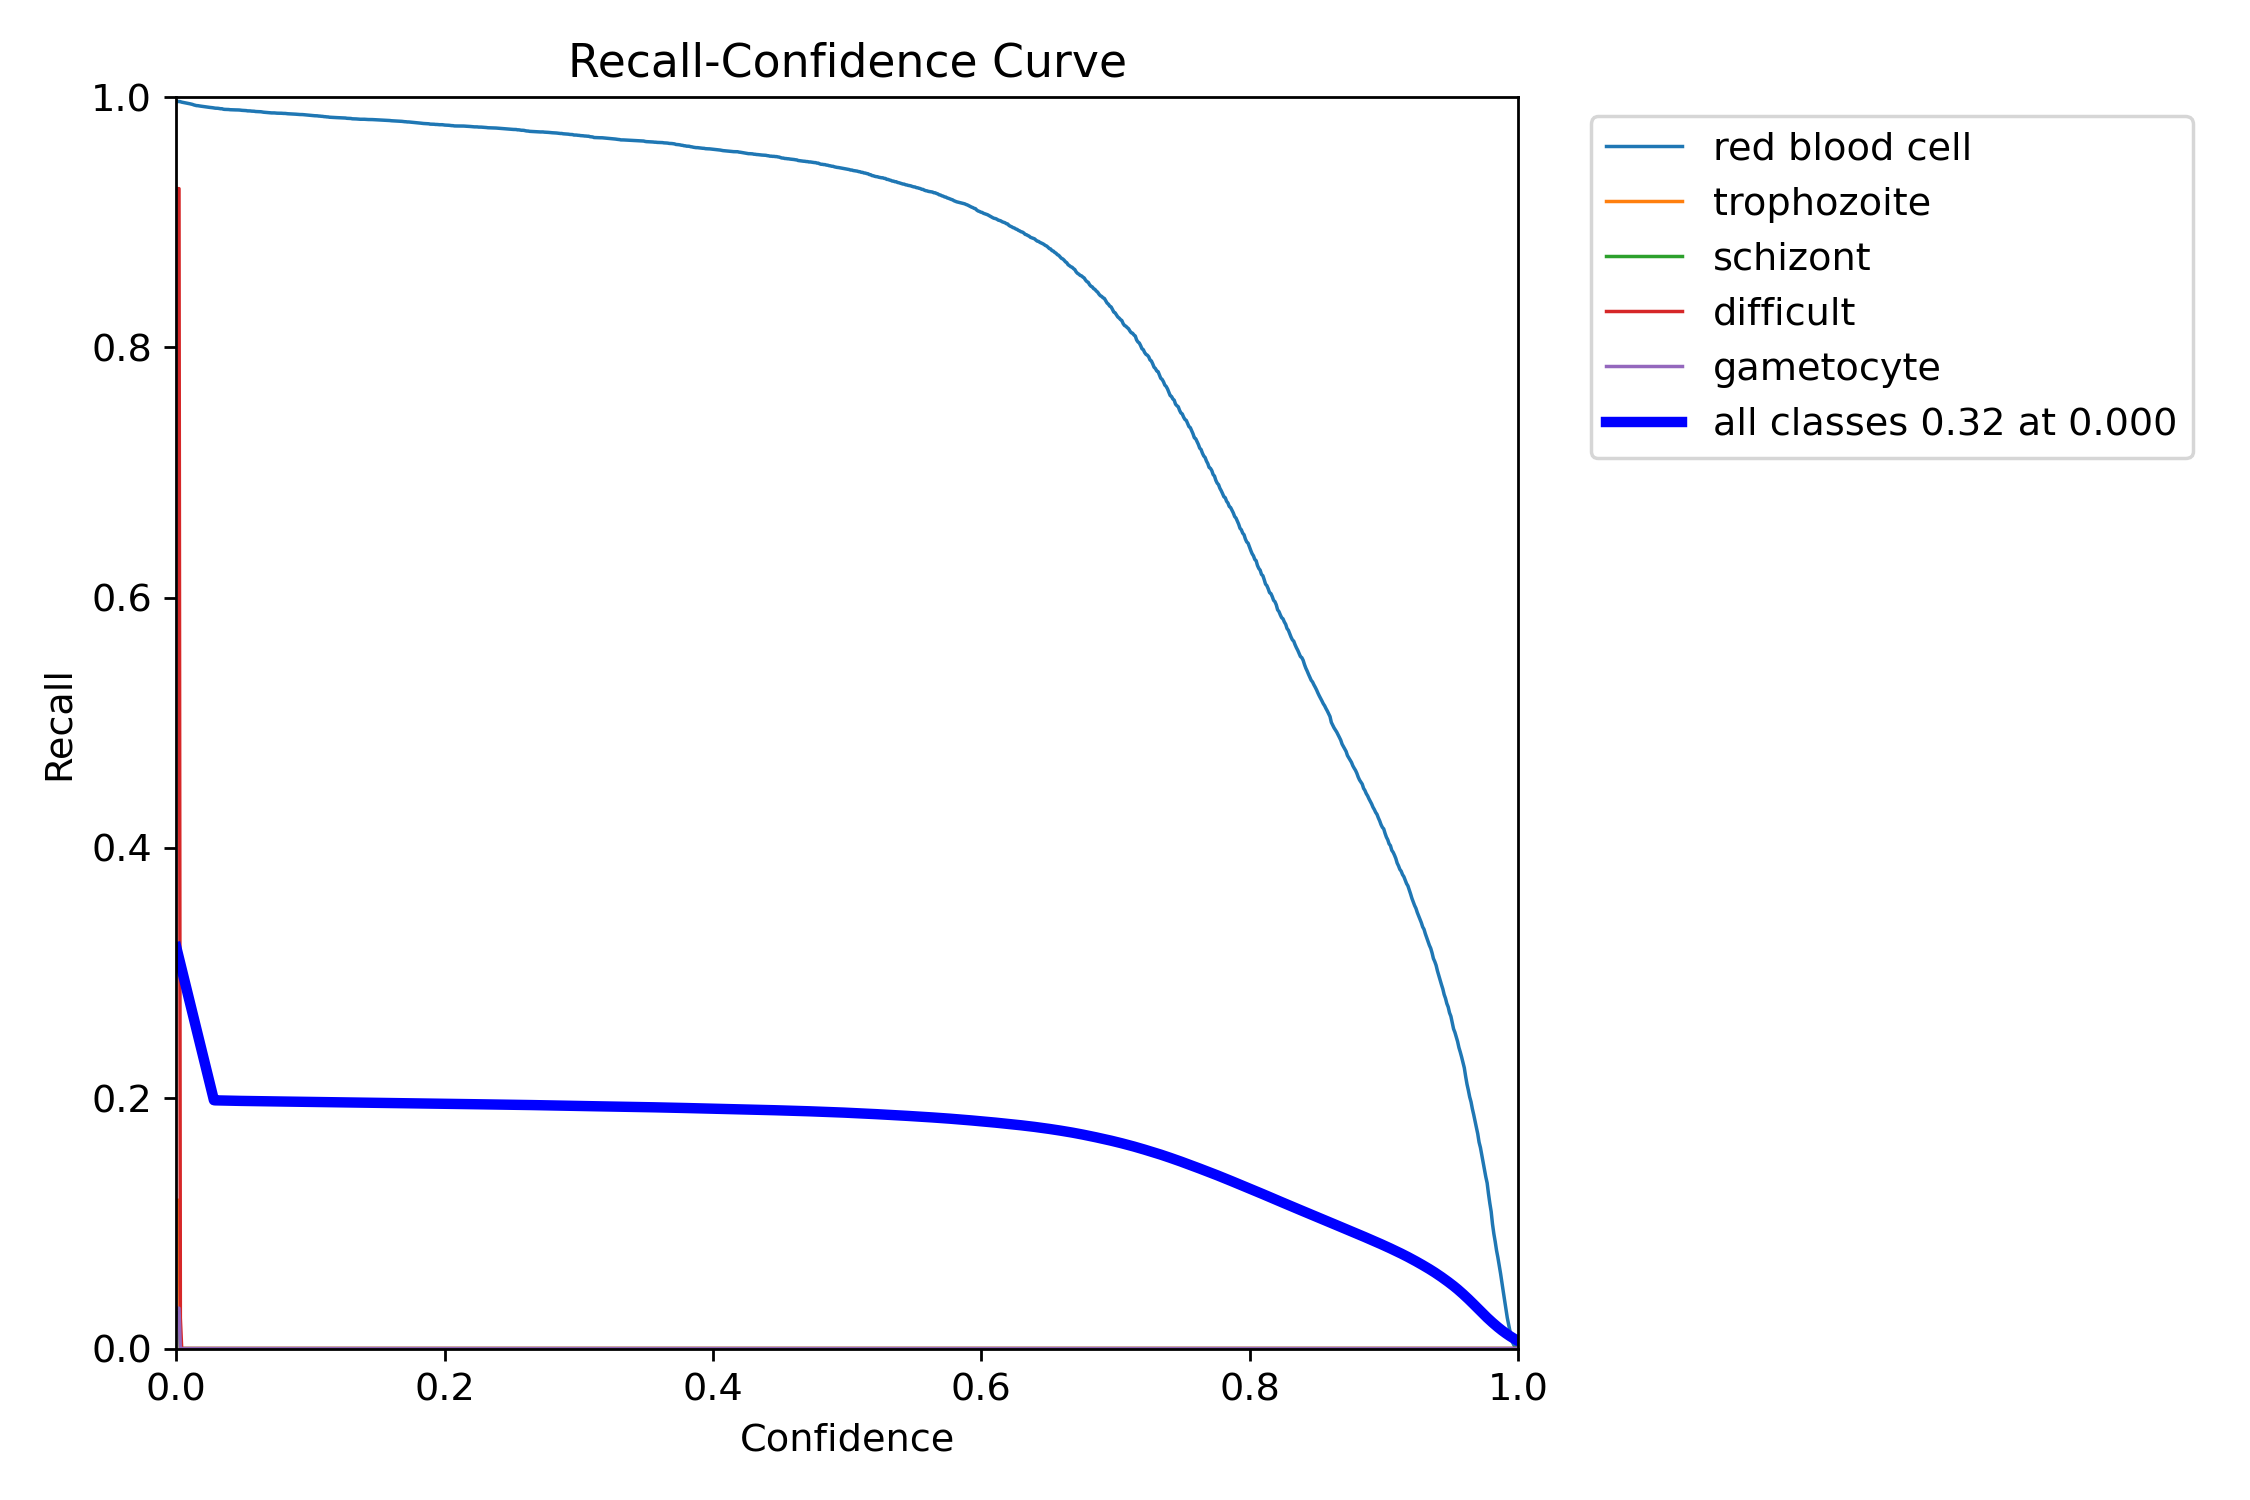 Recall-Confidence Curve
1.0
0.8
0.6
0.4
0.2
0.0
Recall
0.0 0.2 0.4 0.6 0.8 1.0
Confidence
red blood cell
trophozoite
schizont
difficult
gametocyte
all classes 0.32 at 0.000